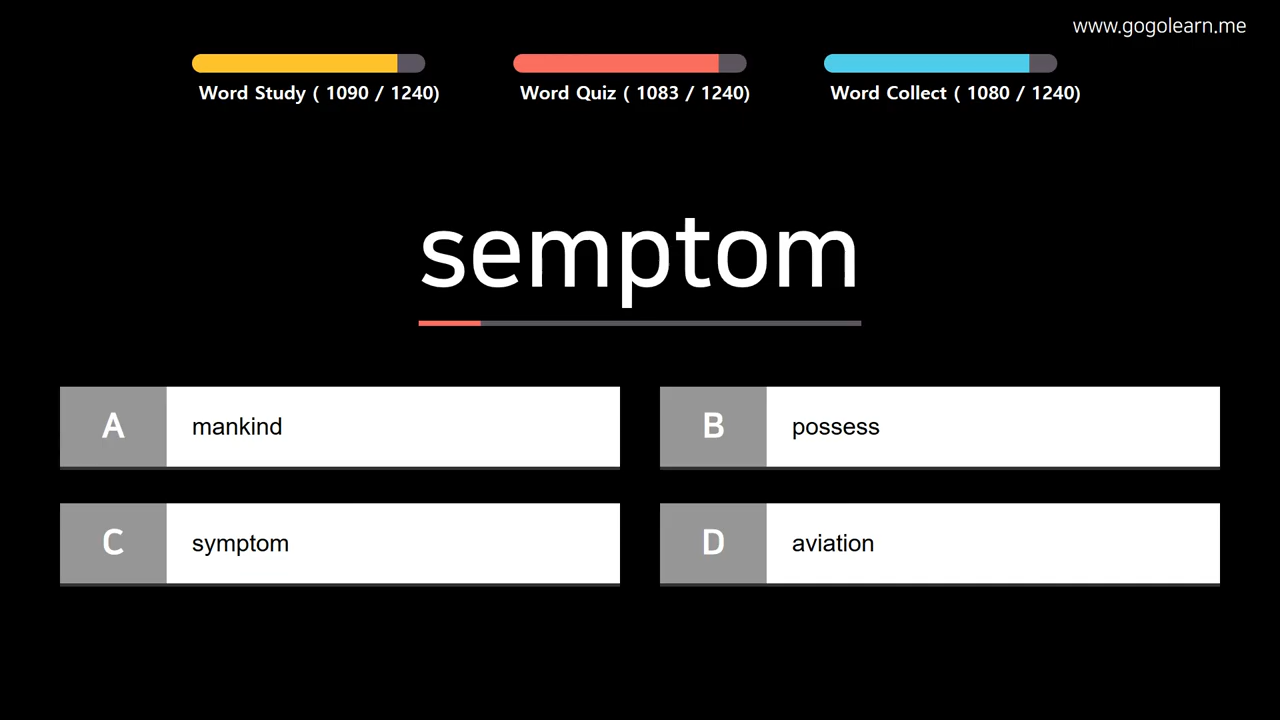 www.gogolearn.me
Word Study ( 1090 / 1240)
Word Quiz ( 1083 / 1240)
Word Collect ( 1080 / 1240)
semptom
A mankind
B possess
C symptom
D aviation